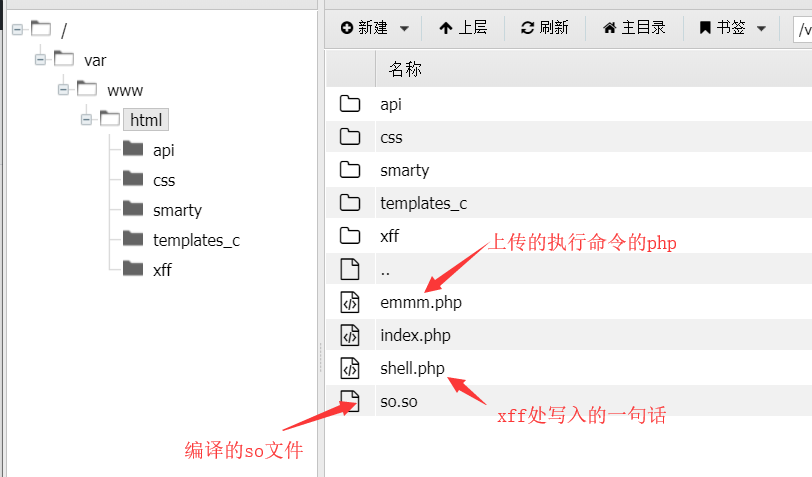 /
var
www
html
api
css
smarty
templates_c
xff
新建 上层 刷新 主目录 书签 /v
名称
api
css
smarty
templates_c
xff
上传的执行命令的php
..
emmm.php
index.php
shell.php
xff处写入的一句话
so.so
编译的so文件